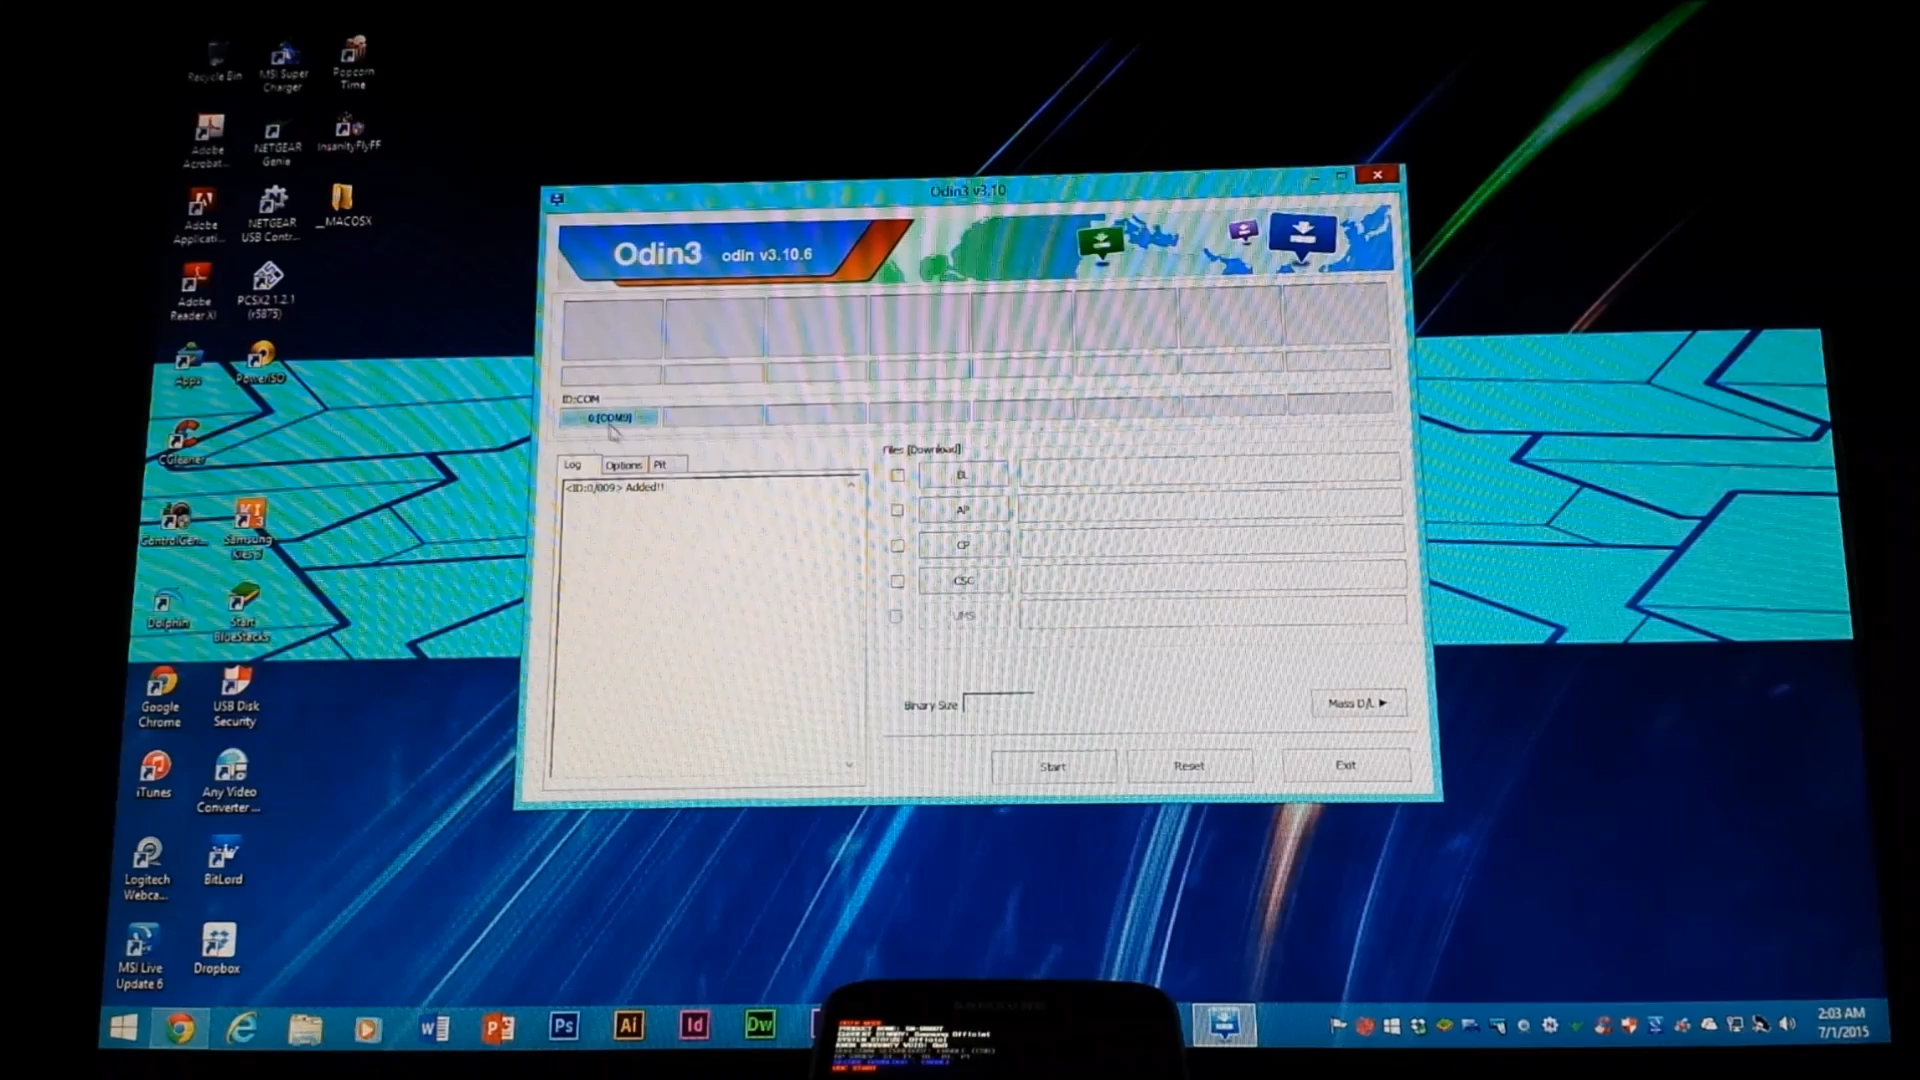 Recycle Bin
MSI Super
Charger
Popcorn
Time
Adobe
Acrobat...
NETGEAR
Genie
InsanityFlyFF
Adobe
Applicati...
NETGEAR
USB Contr...
__MACOSX
Adobe
Reader XI
PCSX2 1.2.1
(r5875)
Apps
PowerISO
CCleaner
Samsung
Kies 3
Dolphin
Start
BlueStacks
Google
Chrome
USB Disk
Security
iTunes
Any Video
Converter ...
Logitech
Webca...
BitLord
MSI Live
Update 6
Dropbox
Odin3 v3.10
Odin3 odin v3.10.6
ID:COM
0:[COM9]
Log Options Pit
<ID:0/009> Added!!
Files [Download]
BL
AP
CP
CSC
UMS
Binary Size
Mass D/L
Start Reset Exit
Ps Ai Id Dw
2:03 AM
7/1/2015